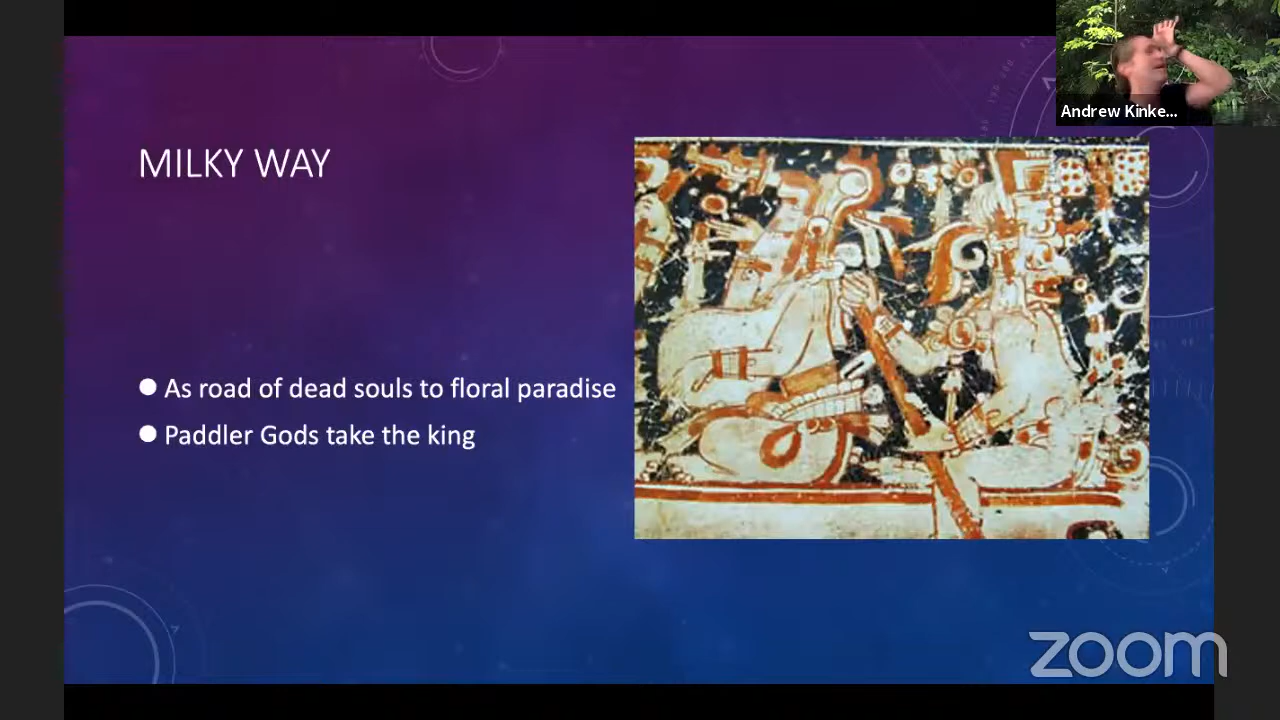 Andrew Kinke...
MILKY WAY
As road of dead souls to floral paradise
Paddler Gods take the king
zoom